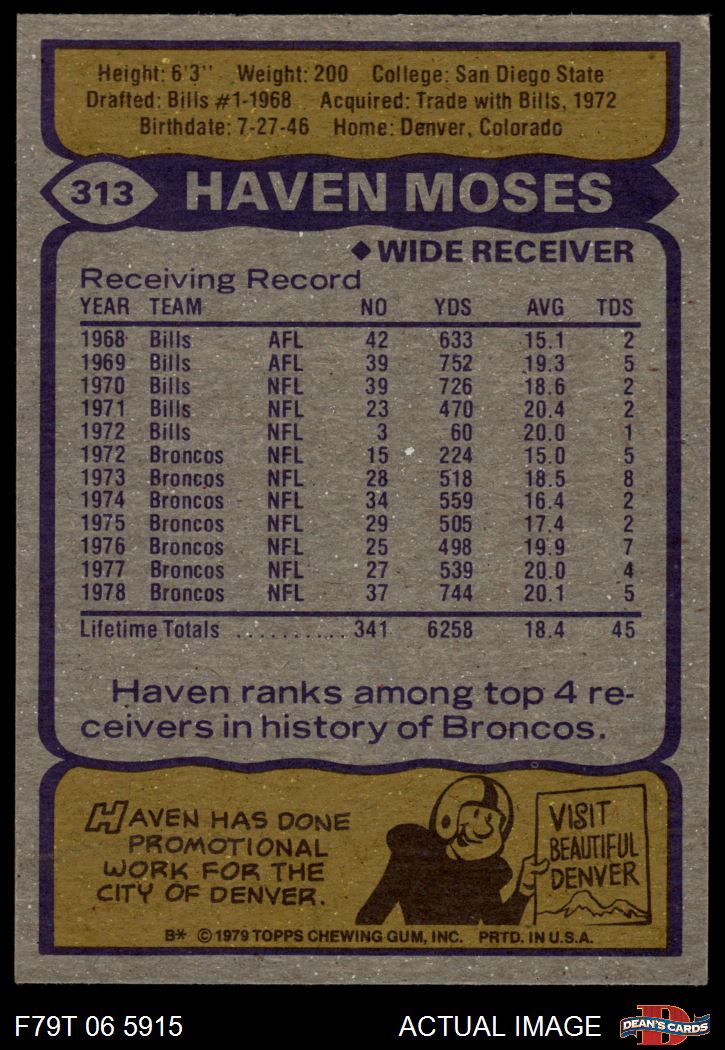 Height: 6'3" Weight: 200 College: San Diego State
Drafted: Bills #1-1968 Acquired: Trade with Bills, 1972
Birthdate: 7-27-46 Home: Denver, Colorado
313 HAVEN MOSES
◆ WIDE RECEIVER
Receiving Record
YEAR TEAM NO YDS AVG TDS
1968 Bills AFL 42 633 15.1 2
1969 Bills AFL 39 752 19.3 5
1970 Bills NFL 39 726 18.6 2
1971 Bills NFL 23 470 20.4 2
1972 Bills NFL 3 60 20.0 1
1972 Broncos NFL 15 224 15.0 5
1973 Broncos NFL 28 518 18.5 8
1974 Broncos NFL 34 559 16.4 2
1975 Broncos NFL 29 505 17.4 2
1976 Broncos NFL 25 498 19.9 7
1977 Broncos NFL 27 539 20.0 4
1978 Broncos NFL 37 744 20.1 5
Lifetime Totals .......... 341 6258 18.4 45
Haven ranks among top 4 re-
ceivers in history of Broncos.
HAVEN HAS DONE
PROMOTIONAL
WORK FOR THE
CITY OF DENVER.
VISIT
BEAUTIFUL
DENVER
B* © 1979 TOPPS CHEWING GUM, INC. PRTD. IN U.S.A.
F79T 06 5915 ACTUAL IMAGE
D
DEAN'S CARDS